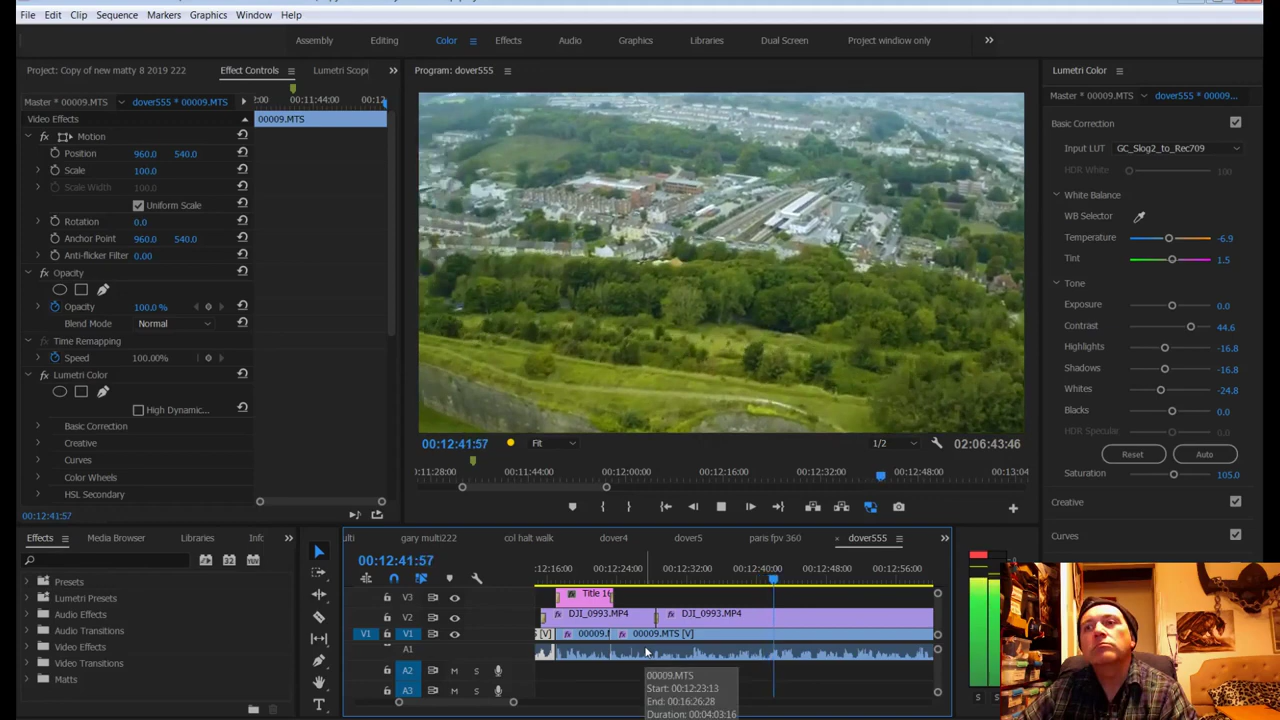 File Edit Clip Sequence Markers Graphics Window Help
Assembly Editing Color Effects Audio Graphics Libraries Dual Screen Project window only
Project: Copy of new matty 8 2019 222 Effect Controls Lumetri Scop
Program: dover555
Lumetri Color
Master * 00009.MTS dover555 * 00009.MTS
:2:00 00:11:44:00 00:12
Master * 00009.MTS dover555 * 00009...
Video Effects
00009.MTS
Basic Correction
Motion
Position 960.0 540.0
Input LUT GC_Slog2_to_Rec709
Scale 100.0
HDR White 100
Scale Width 100.0
White Balance
Uniform Scale
WB Selector
Rotation 0.0
Temperature -6.9
Anchor Point 960.0 540.0
Tint 1.5
Anti-flicker Filter 0.00
Opacity
Tone
Opacity 100.0 %
Exposure 0.0
Blend Mode Normal
Contrast 44.6
Time Remapping
Highlights -16.8
Speed 100.00%
Shadows -16.8
Lumetri Color
Whites -24.8
High Dynamic...
Blacks 0.0
Basic Correction
HDR Specular 0.0
Creative
00:12:41:57 Fit 1/2 02:06:43:46
Reset Auto
Curves
Color Wheels
:11:28:00 00:11:44:00 00:12:00:00 00:12:16:00 00:12:32:00 00:12:48:00 00:13:04
Saturation 105.0
HSL Secondary
Creative
00:12:41:57
Curves
Effects Media Browser Libraries Info
ulti gary multi222 col halt walk dover4 dover5 paris fpv 360 dover555
00:12:41:57
:12:16:00 00:12:24:00 00:12:32:00 00:12:40:00 00:12:48:00 00:12:56:00
Presets
V3 Title 16
Lumetri Presets
V2 DJI_0993.MP4 DJI_0993.MP4
Audio Effects
V1 V1 [V] 00009.M 00009.MTS [V]
Audio Transitions
A1
Video Effects
A2 M S
Video Transitions
A3 M S
Matts
00009.MTS
Start: 00:12:23:13
End: 00:16:26:28
Duration: 00:04:03:16
S S